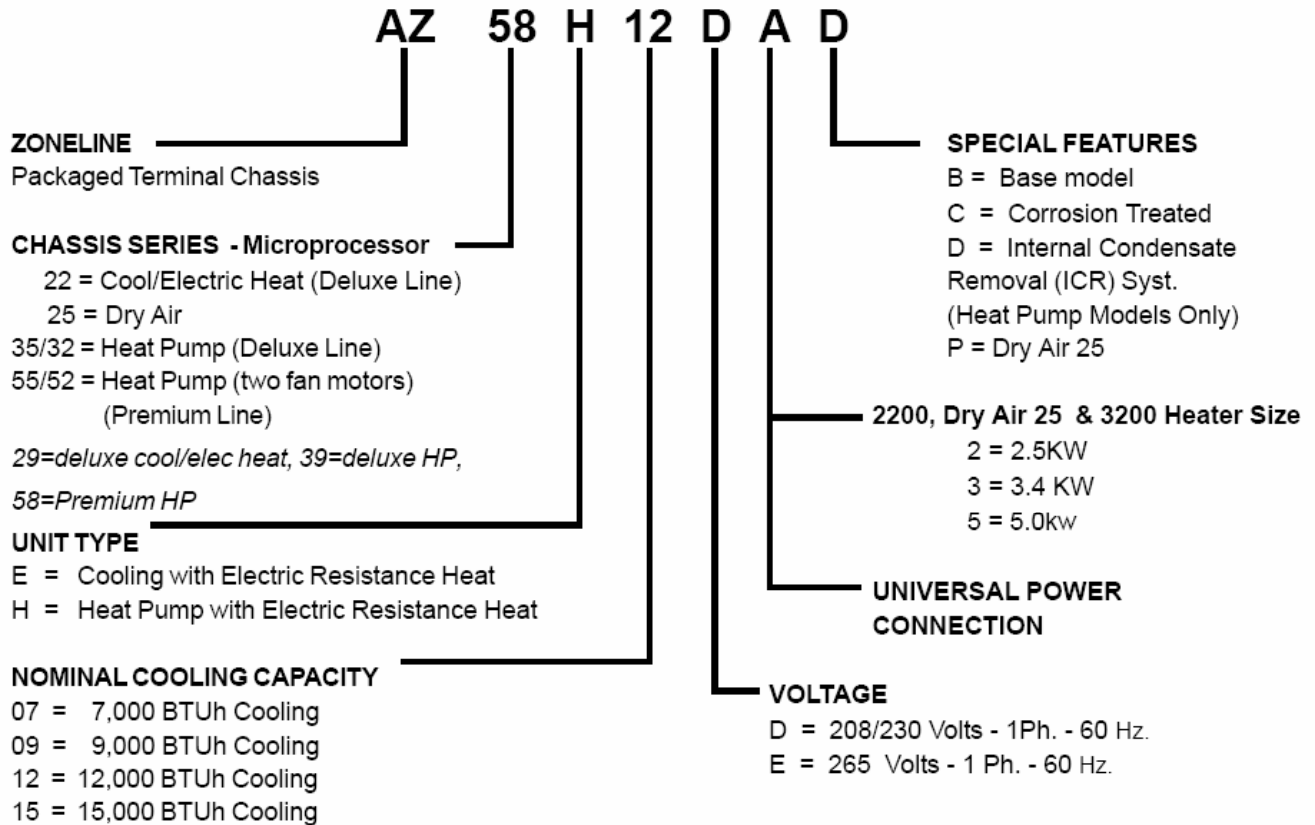 AZ 58 H 12 D A D
ZONELINE
Packaged Terminal Chassis
CHASSIS SERIES - Microprocessor
22 = Cool/Electric Heat (Deluxe Line)
25 = Dry Air
35/32 = Heat Pump (Deluxe Line)
55/52 = Heat Pump (two fan motors)
(Premium Line)
29=deluxe cool/elec heat, 39=deluxe HP,
58=Premium HP
UNIT TYPE
E = Cooling with Electric Resistance Heat
H = Heat Pump with Electric Resistance Heat
NOMINAL COOLING CAPACITY
07 = 7,000 BTUh Cooling
09 = 9,000 BTUh Cooling
12 = 12,000 BTUh Cooling
15 = 15,000 BTUh Cooling
SPECIAL FEATURES
B = Base model
C = Corrosion Treated
D = Internal Condensate
Removal (ICR) Syst.
(Heat Pump Models Only)
P = Dry Air 25
2200, Dry Air 25 & 3200 Heater Size
2 = 2.5KW
3 = 3.4 KW
5 = 5.0kw
UNIVERSAL POWER
CONNECTION
VOLTAGE
D = 208/230 Volts - 1Ph. - 60 Hz.
E = 265 Volts - 1 Ph. - 60 Hz.